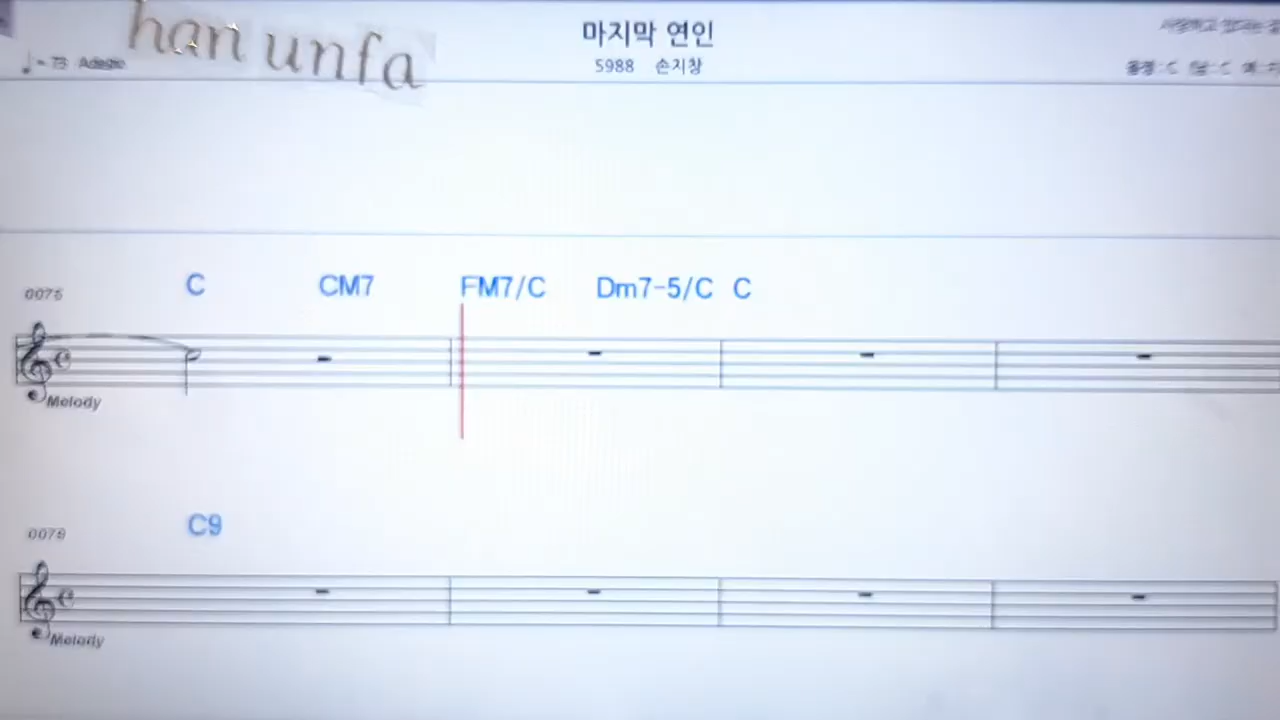 han unfa
마지막 연인
5988 손지창
♩= 75 Adagio
0075 C CM7 FM7/C Dm7-5/C C
Melody
0079 C9
Melody